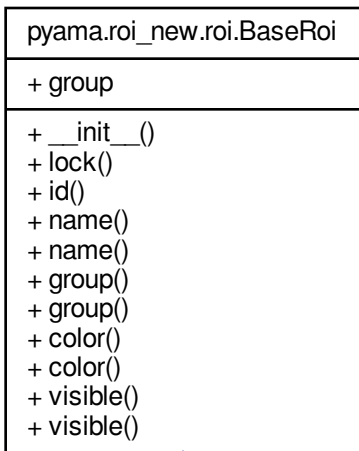 pyama.roi_new.roi.BaseRoi
+ group
+ __init__()
+ lock()
+ id()
+ name()
+ name()
+ group()
+ group()
+ color()
+ color()
+ visible()
+ visible()